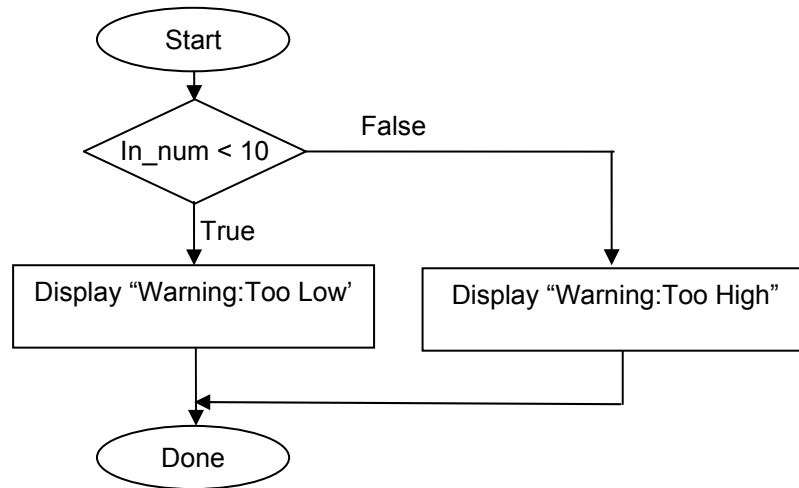 Start
False
In_num < 10
True
Display “Warning:Too Low’
Display “Warning:Too High”
Done